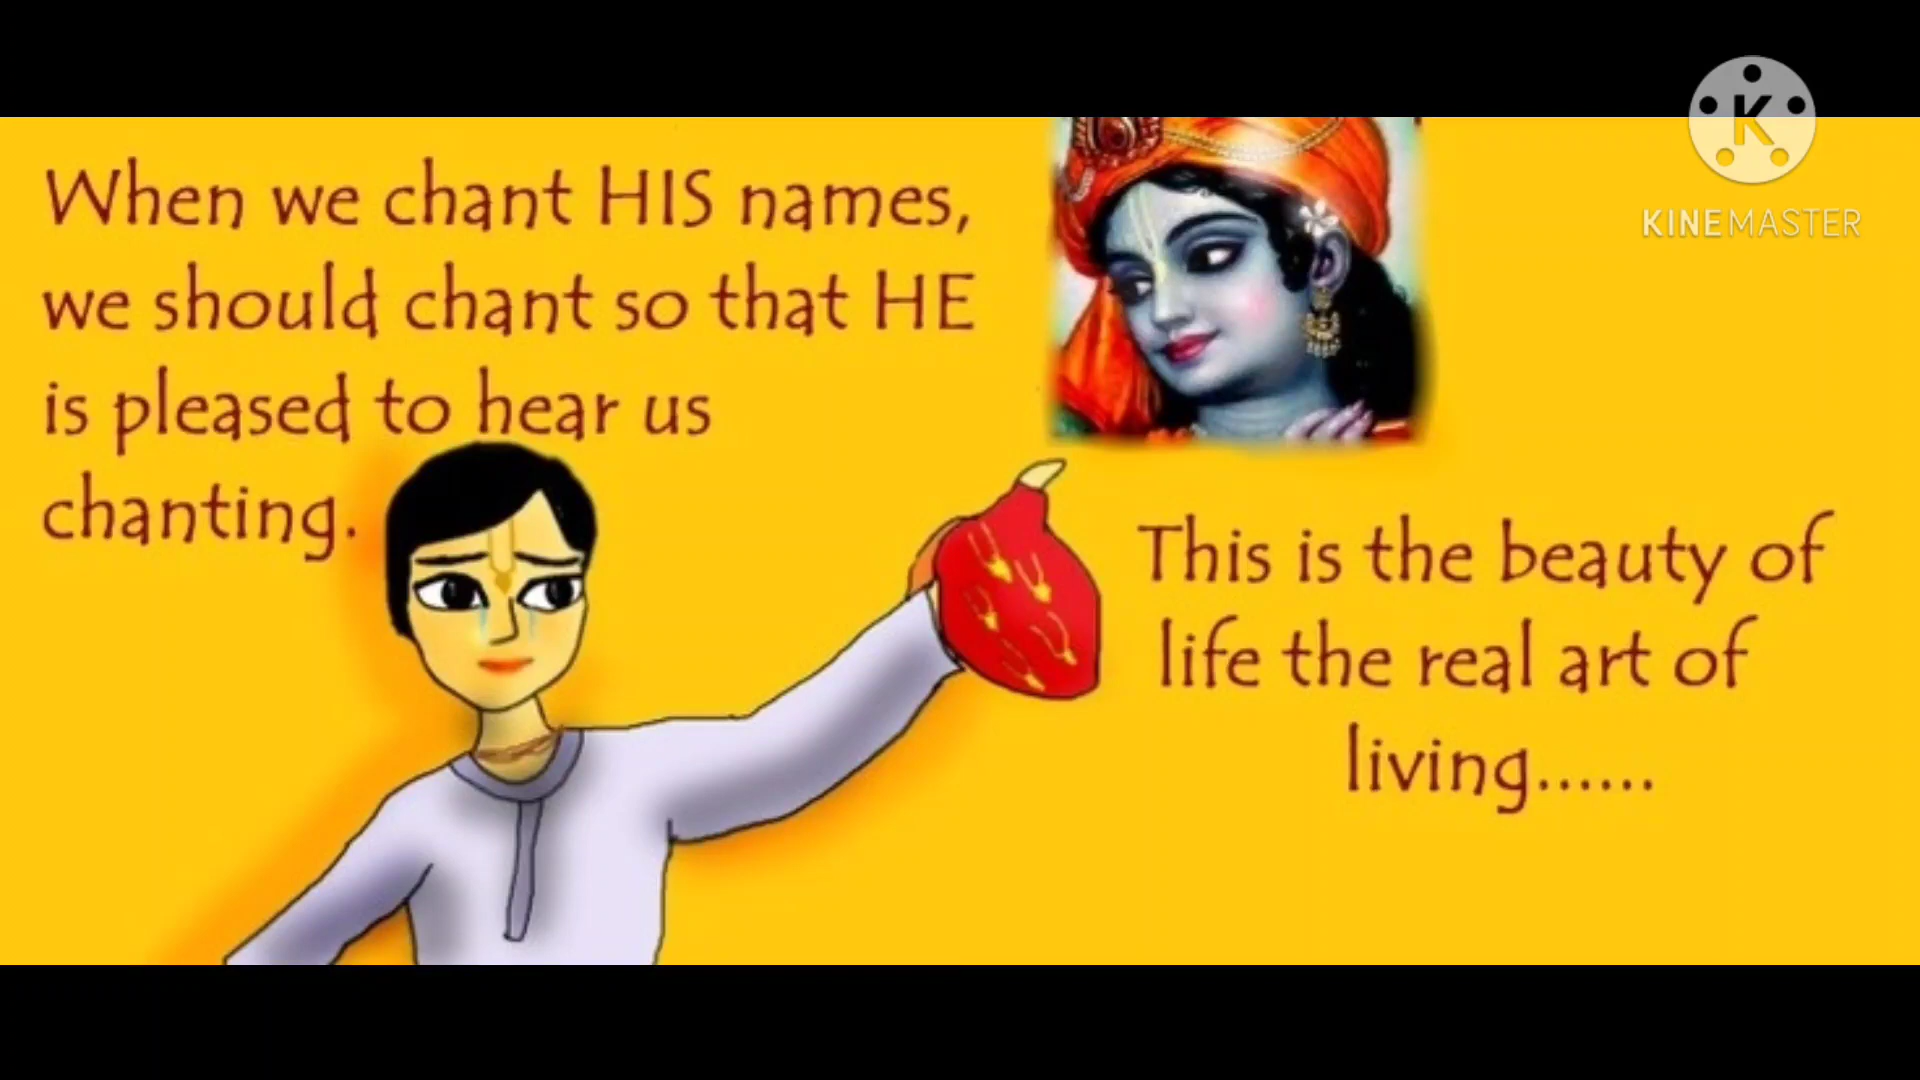 When we chant HIS names,
we should chant so that HE
is pleased to hear us
chanting.
This is the beauty of
life the real art of
living......
K
KINEMASTER